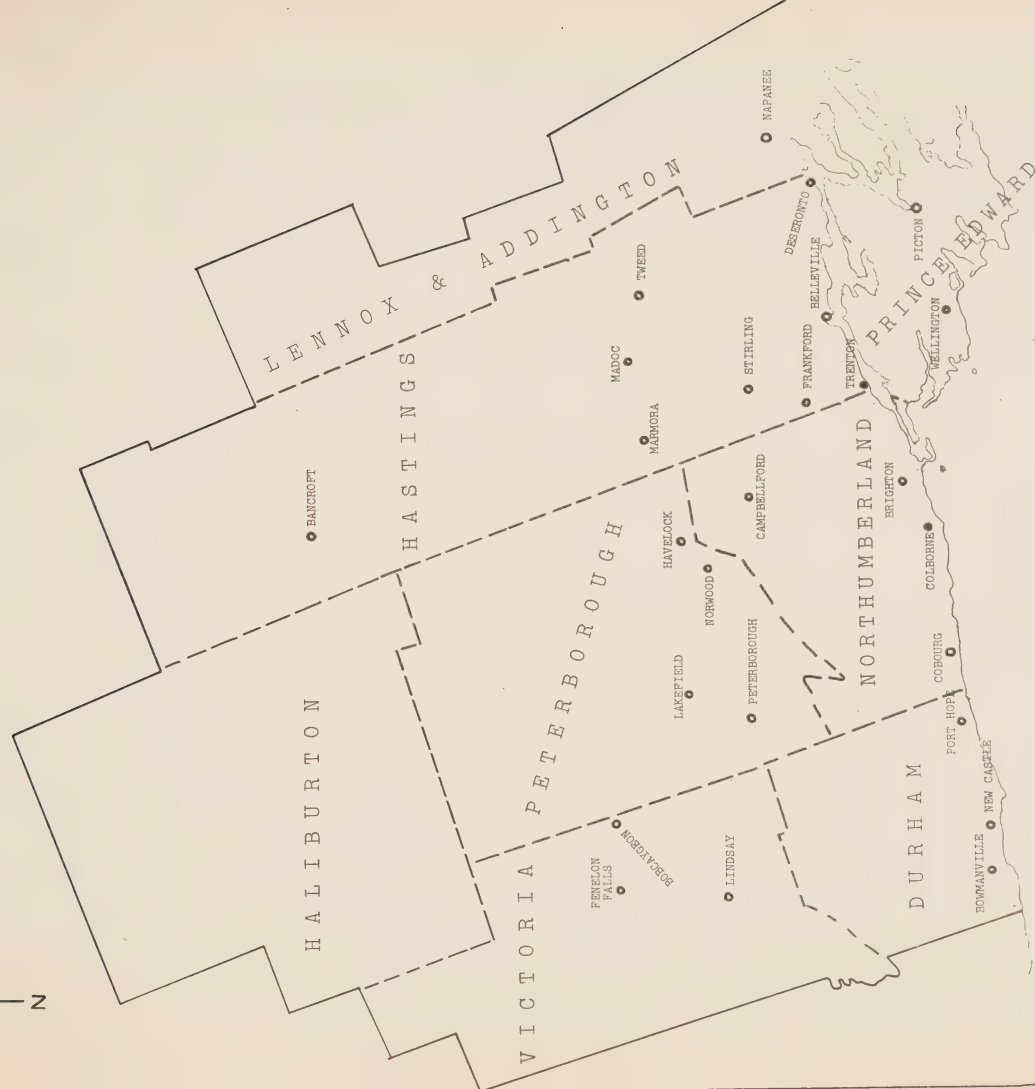 LENNOX & ADDINGTON
NAPANEE
HASTINGS
BANCROFT
TWEED
MADOC
MARMORA
STIRLING
FRANKFORD
TRENTON
BELLEVILLE
DESERONTO
PICTON
PRINCE EDWARD
WELLINGTON
HALIBURTON
PETERBOROUGH
HAVELOCK
NORWOOD
CAMPBELLFORD
LAKEFIELD
PETERBOROUGH
NORTHUMBERLAND
BRIGHTON
COLBORNE
COBOURG
PORT HOPE
VICTORIA
FENELON
FALLS
BOBCAYGEON
LINDSAY
DURHAM
NEW CASTLE
BOWMANVILLE
N